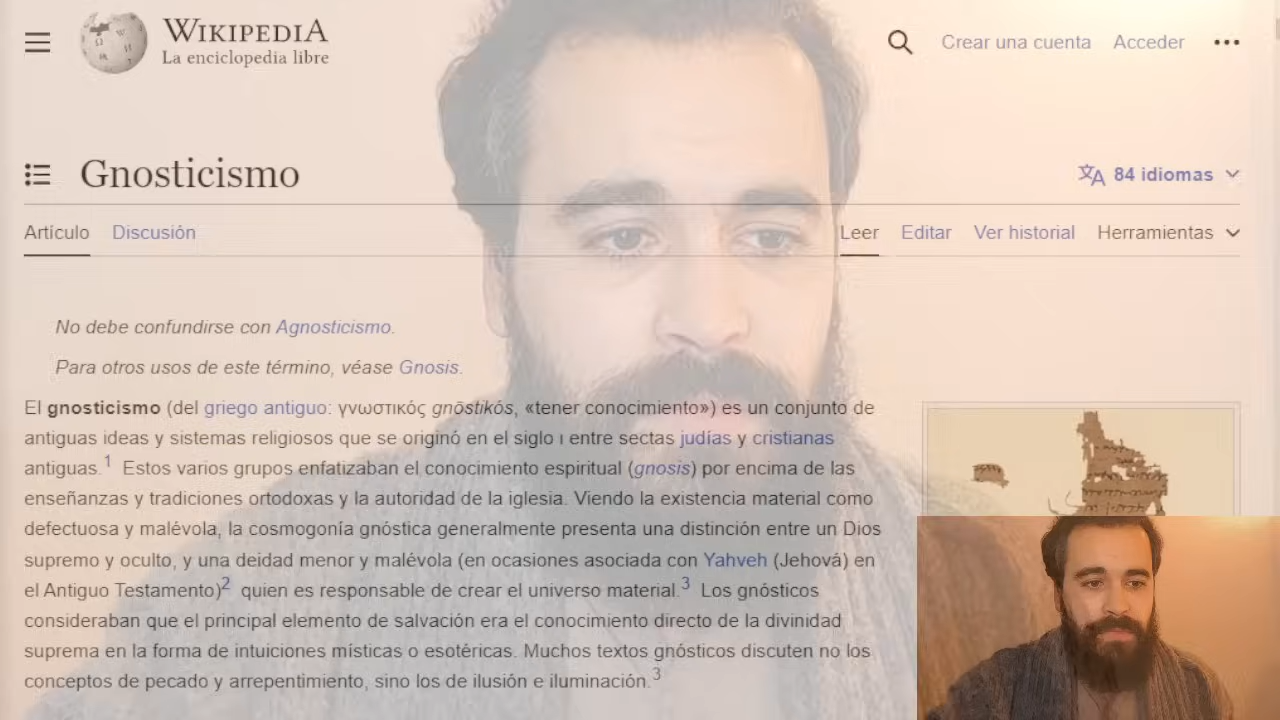 WIKIPEDIA
La enciclopedia libre
Crear una cuenta Acceder
Gnosticismo
84 idiomas
Artículo Discusión
Leer Editar Ver historial Herramientas
No debe confundirse con Agnosticismo.
Para otros usos de este término, véase Gnosis.
El gnosticismo (del griego antiguo: γνωστικός gnōstikós, «tener conocimiento») es un conjunto de
antiguas ideas y sistemas religiosos que se originó en el siglo I entre sectas judías y cristianas
antiguas.1 Estos varios grupos enfatizaban el conocimiento espiritual (gnosis) por encima de las
enseñanzas y tradiciones ortodoxas y la autoridad de la iglesia. Viendo la existencia material como
defectuosa y malévola, la cosmogonía gnóstica generalmente presenta una distinción entre un Dios
supremo y oculto, y una deidad menor y malévola (en ocasiones asociada con Yahveh (Jehová) en
el Antiguo Testamento)2 quien es responsable de crear el universo material.3 Los gnósticos
consideraban que el principal elemento de salvación era el conocimiento directo de la divinidad
suprema en la forma de intuiciones místicas o esotéricas. Muchos textos gnósticos discuten no los
conceptos de pecado y arrepentimiento, sino los de ilusión e iluminación.3